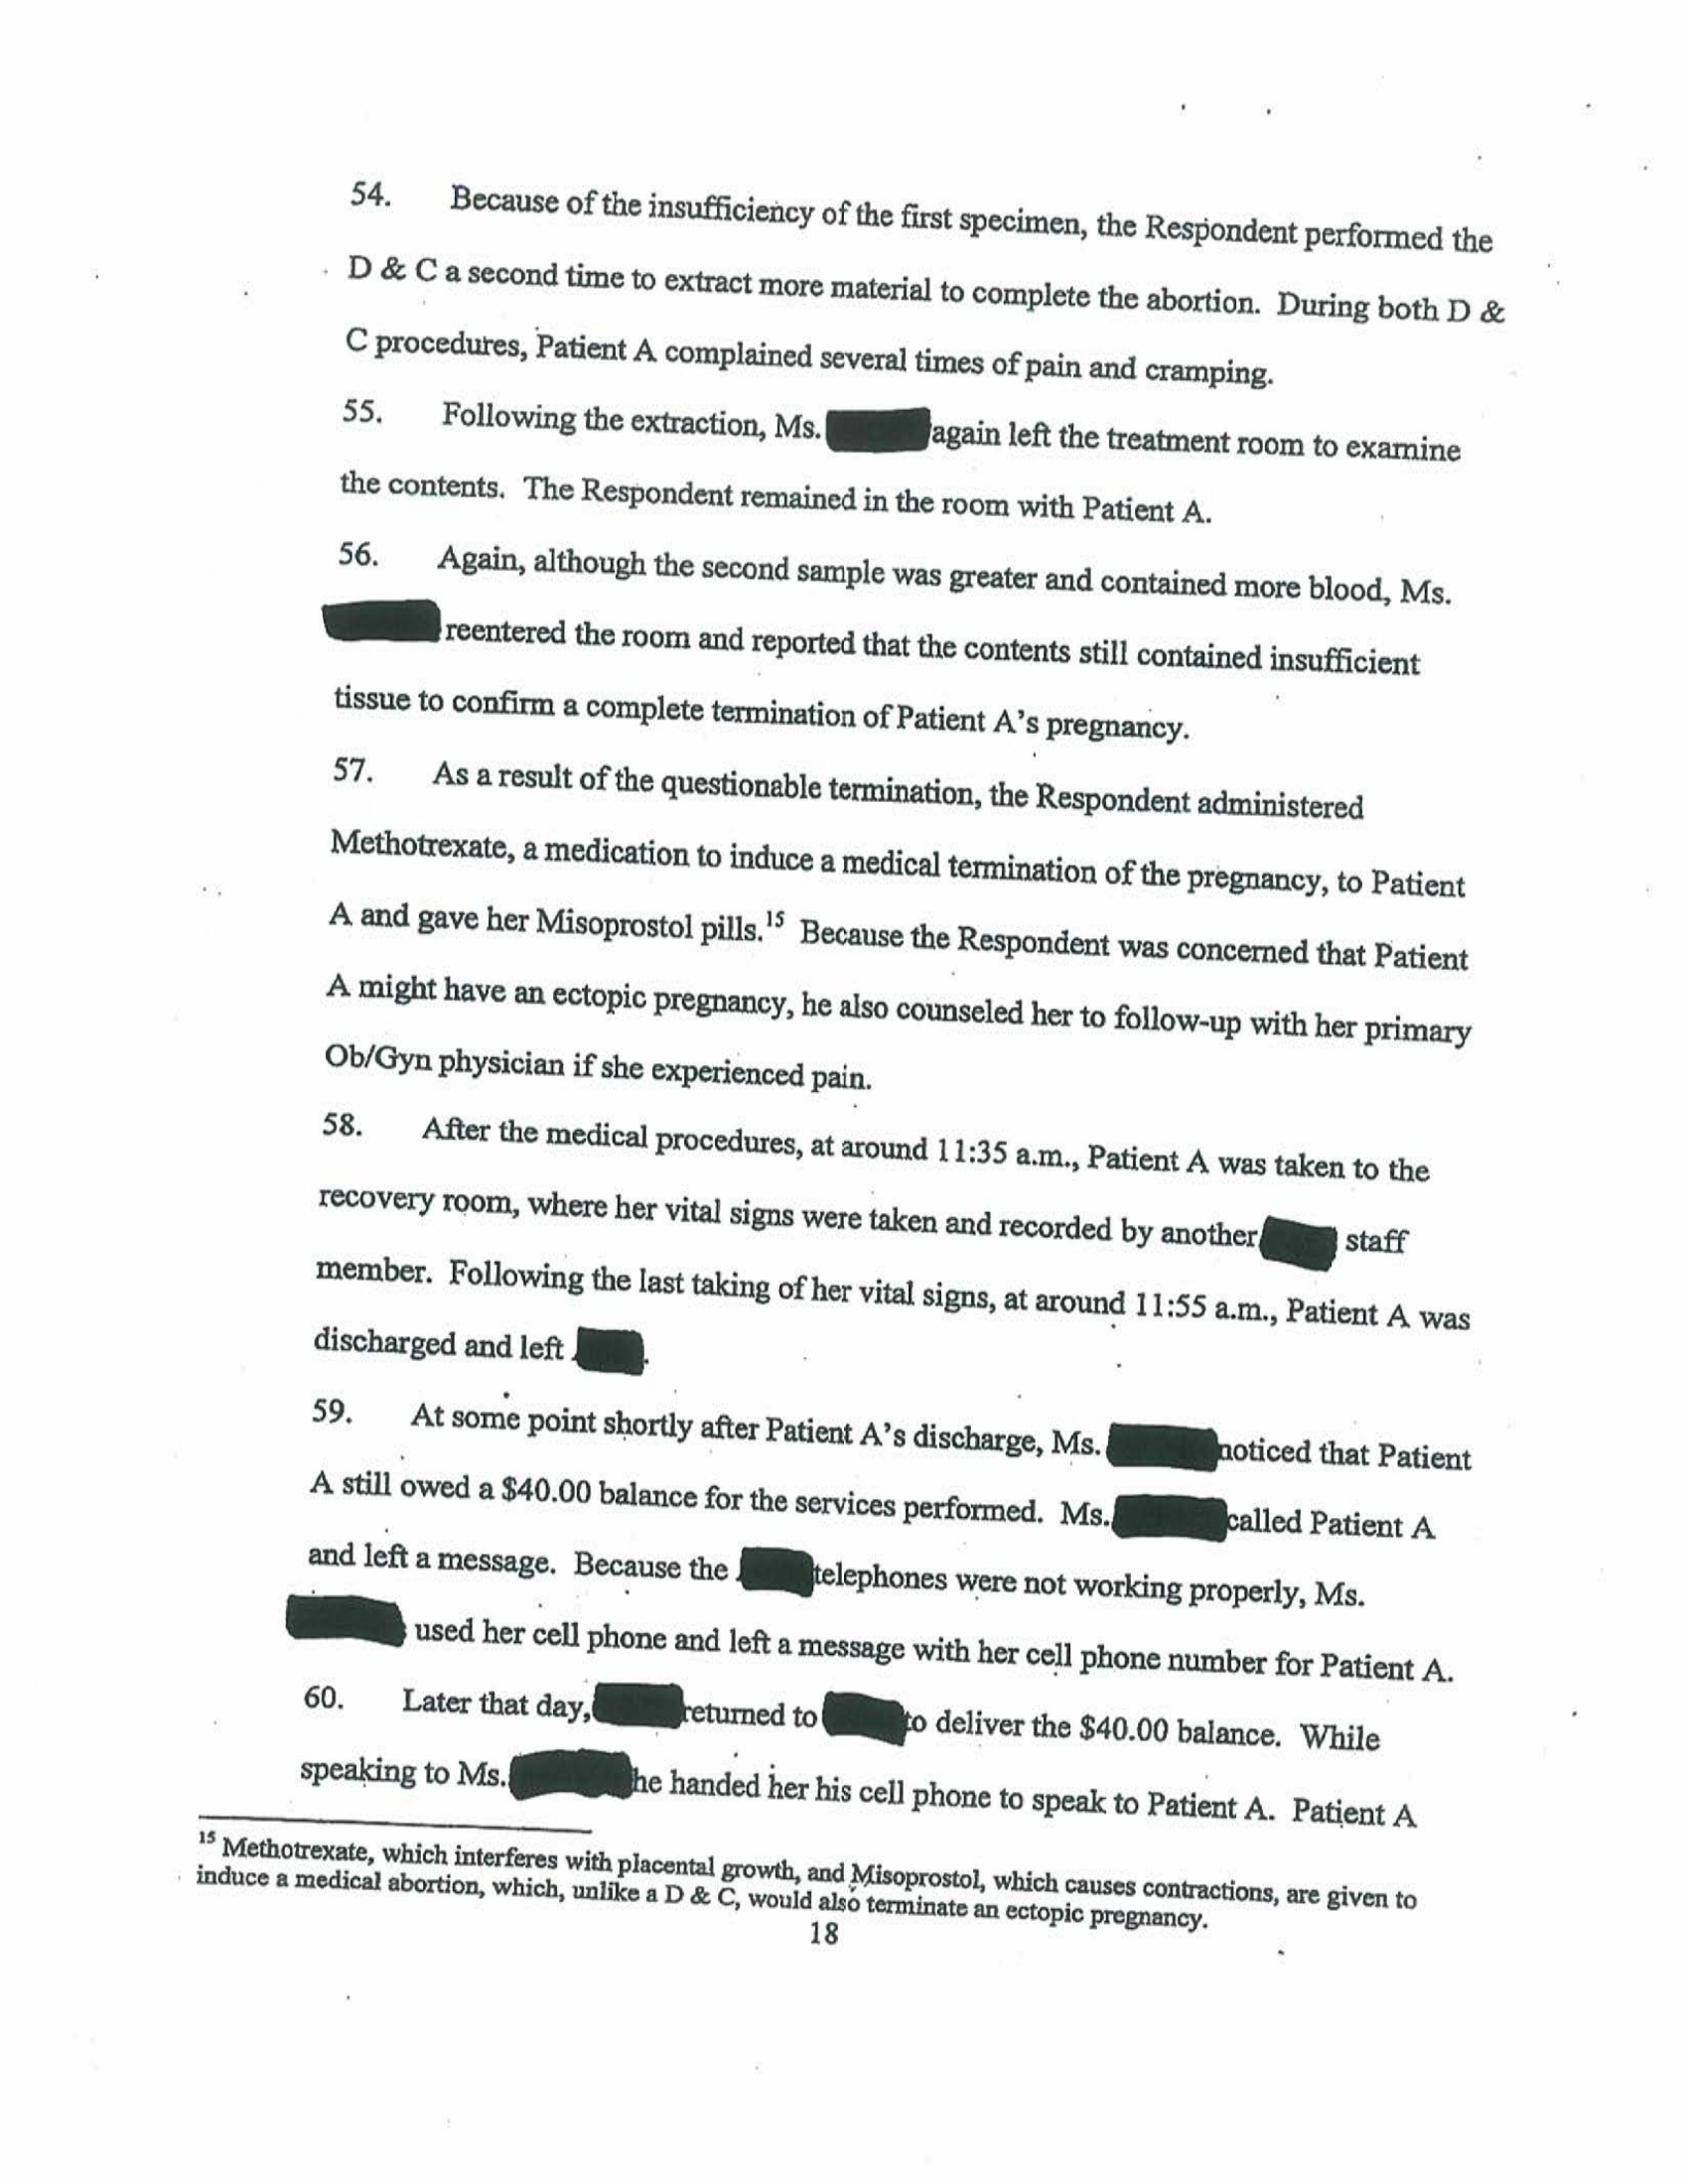 54. Because of the insufficiency of the first specimen, the Respondent performed the
D & C a second time to extract more material to complete the abortion. During both D &
C procedures, Patient A complained several times of pain and cramping.
55. Following the extraction, Ms. again left the treatment room to examine
the contents. The Respondent remained in the room with Patient A.
56. Again, although the second sample was greater and contained more blood, Ms.
reentered the room and reported that the contents still contained insufficient
tissue to confirm a complete termination of Patient A's pregnancy.
57. As a result of the questionable termination, the Respondent administered
Methotrexate, a medication to induce a medical termination of the pregnancy, to Patient
A and gave her Misoprostol pills.15 Because the Respondent was concerned that Patient
A might have an ectopic pregnancy, he also counseled her to follow-up with her primary
Ob/Gyn physician if she experienced pain.
58. After the medical procedures, at around 11:35 a.m., Patient A was taken to the
recovery room, where her vital signs were taken and recorded by another staff
member. Following the last taking of her vital signs, at around 11:55 a.m., Patient A was
discharged and left .
59. At some point shortly after Patient A's discharge, Ms. noticed that Patient
A still owed a $40.00 balance for the services performed. Ms. called Patient A
and left a message. Because the telephones were not working properly, Ms.
used her cell phone and left a message with her cell phone number for Patient A.
60. Later that day, returned to to deliver the $40.00 balance. While
speaking to Ms. he handed her his cell phone to speak to Patient A. Patient A
15 Methotrexate, which interferes with placental growth, and Misoprostol, which causes contractions, are given to
induce a medical abortion, which, unlike a D & C, would also terminate an ectopic pregnancy.
18